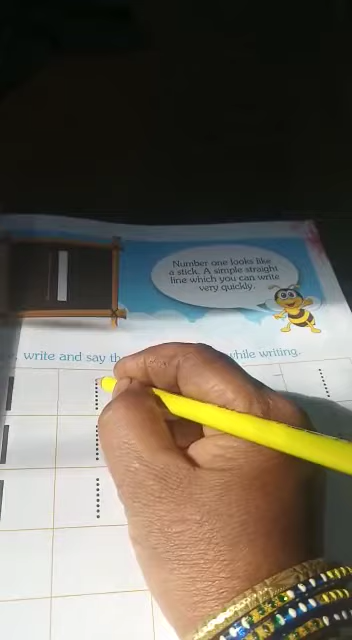 1
Number one looks like
a stick. A simple straight
line which you can write
very quickly.
write and say th
while writing.